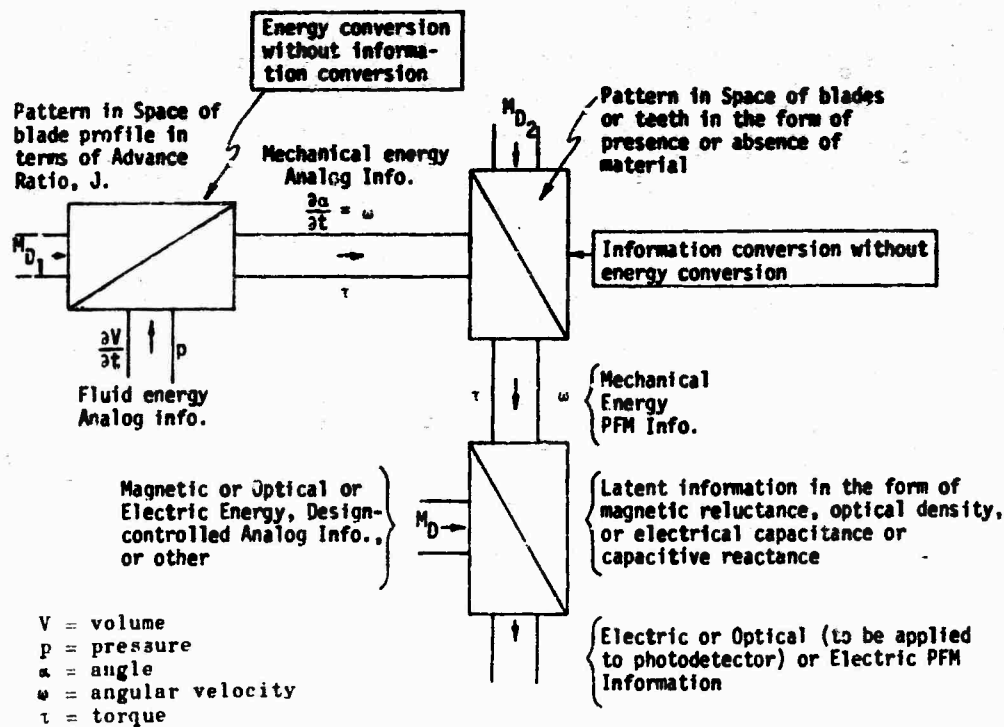 Energy conversion
without informa-
tion conversion
Pattern in Space of
blade profile in
terms of Advance
Ratio, J.
Mechanical energy
Analog Info.
∂α/∂t = ω
M_D2
Pattern in Space of blades
or teeth in the form of
presence or absence of
material
M_D1
τ
Information conversion without
energy conversion
∂V/∂t
p
Fluid energy
Analog info.
τ
ω
Mechanical
Energy
PFM Info.
Magnetic or Optical or
Electric Energy, Design-
controlled Analog Info.,
or other
M_D
Latent information in the form of
magnetic reluctance, optical density,
or electrical capacitance or
capacitive reactance
Electric or Optical (to be applied
to photodetector) or Electric PFM
Information
V = volume
p = pressure
α = angle
ω = angular velocity
τ = torque